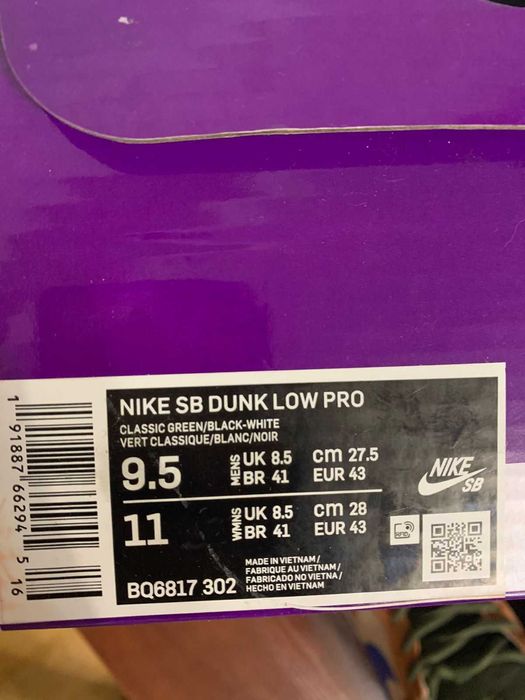 NIKE SB DUNK LOW PRO
CLASSIC GREEN/BLACK-WHITE
VERT CLASSIQUE/BLANC/NOIR
9.5 MENS UK 8.5 cm 27.5
BR 41 EUR 43
11 WMNS UK 8.5 cm 28
BR 41 EUR 43
NIKE
SB
RFID
BQ6817 302
MADE IN VIETNAM/
FABRIQUE AU VIETNAM/
FABRICADO NO VIETNA/
HECHO EN VIETNAM
1 91887 66294 5 16